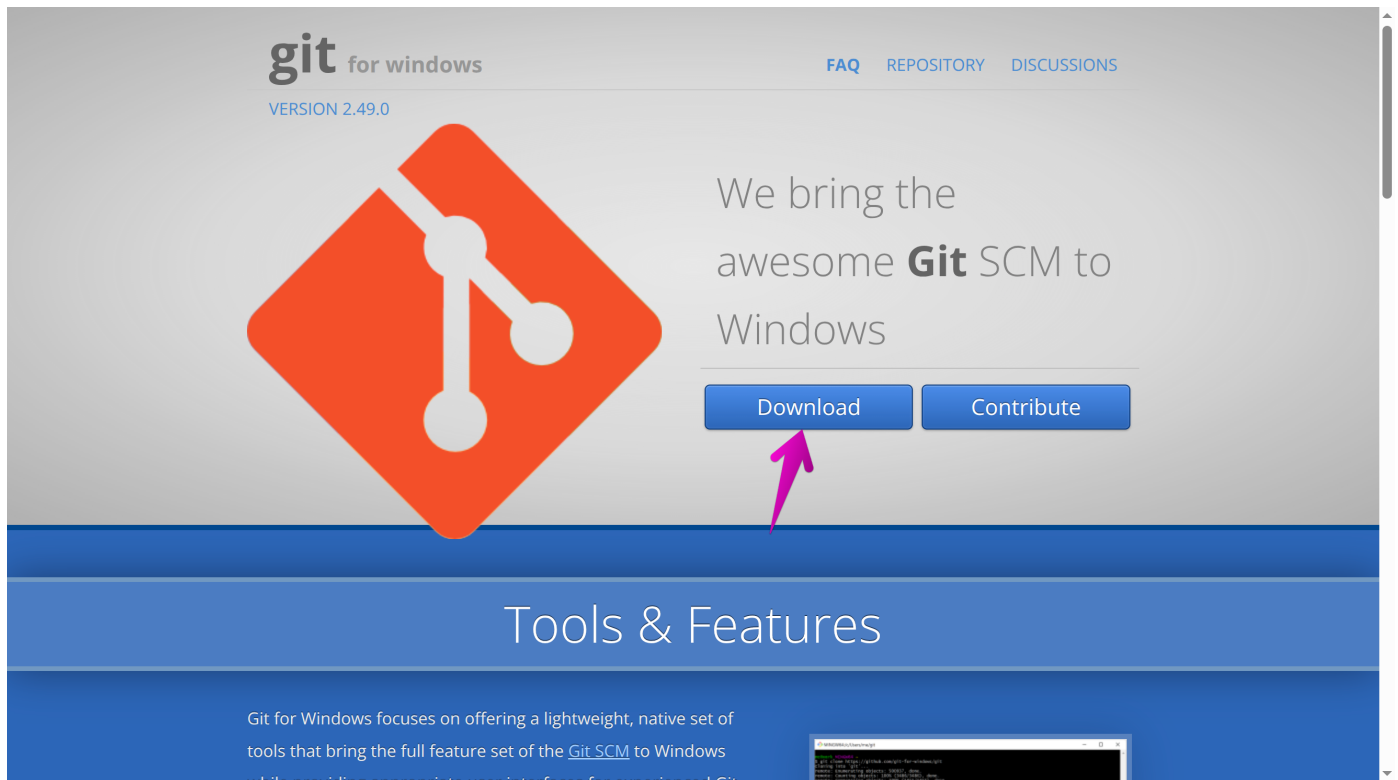 git for windows
FAQ REPOSITORY DISCUSSIONS
VERSION 2.49.0
We bring the
awesome Git SCM to
Windows
Download Contribute
Tools & Features
Git for Windows focuses on offering a lightweight, native set of
tools that bring the full feature set of the Git SCM to Windows